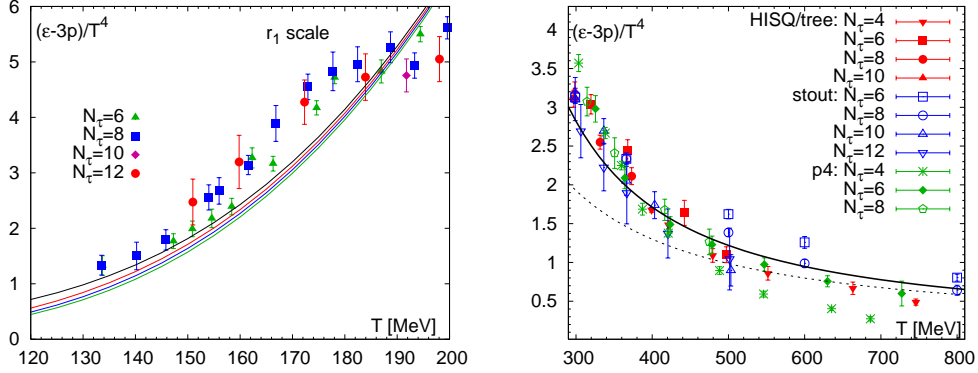 (ε-3p)/T⁴
r₁ scale
N_τ=6
N_τ=8
N_τ=10
N_τ=12
T [MeV]
0
1
2
3
4
5
6
120 130 140 150 160 170 180 190 200
(ε-3p)/T⁴
HISQ/tree: N_τ=4
N_τ=6
N_τ=8
N_τ=10
stout: N_τ=6
N_τ=8
N_τ=10
N_τ=12
p4: N_τ=4
N_τ=6
N_τ=8
T [MeV]
4
3.5
3
2.5
2
1.5
1
0.5
300 400 500 600 700 800